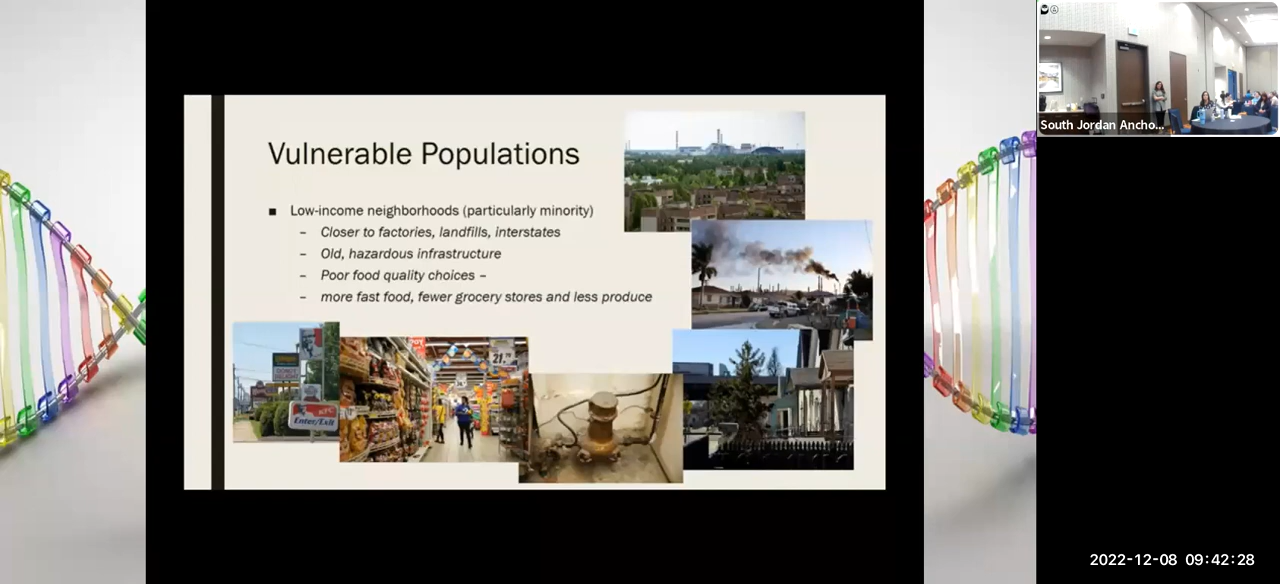 Vulnerable Populations
■ Low-income neighborhoods (particularly minority)
– Closer to factories, landfills, interstates
– Old, hazardous infrastructure
– Poor food quality choices –
– more fast food, fewer grocery stores and less produce
KFC
Enter/Exit
21.
South Jordan Ancho...
2022-12-08 09:42:28